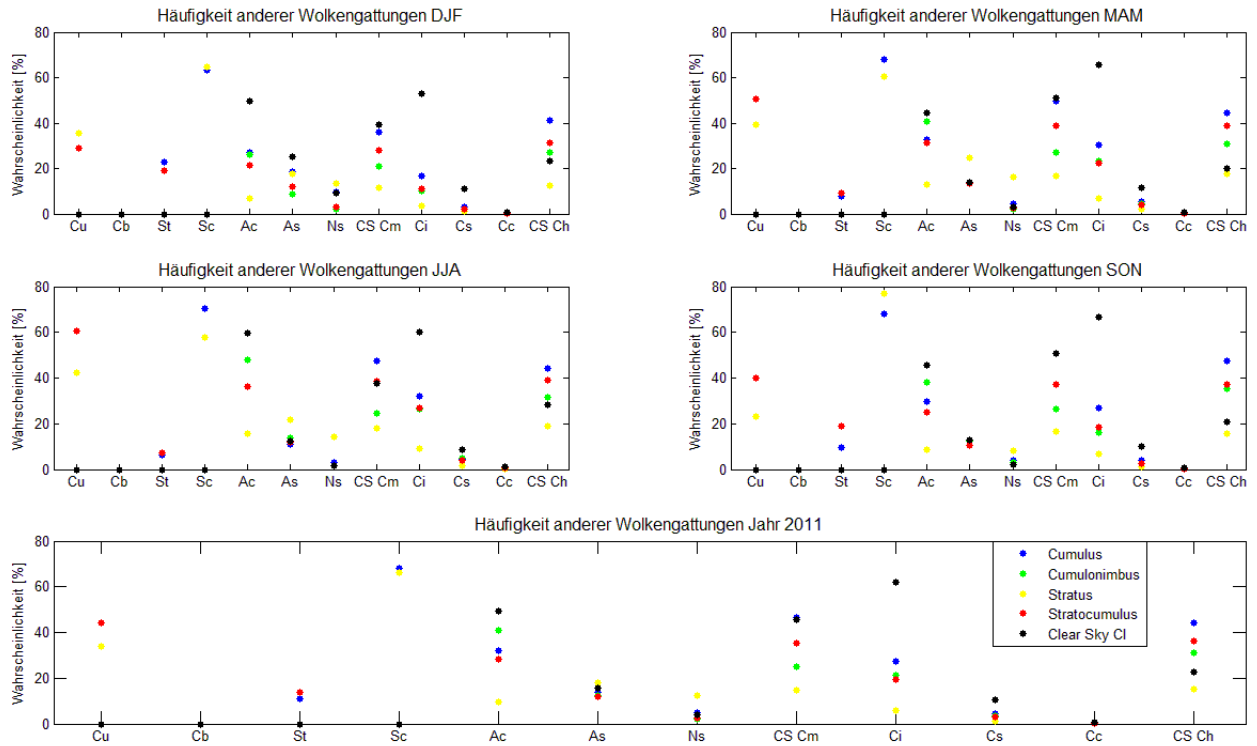 Häufigkeit anderer Wolkengattungen DJF
Wahrscheinlichkeit [%]
80
60
40
20
0
Cu Cb St Sc Ac As Ns CS Cm Ci Cs Cc CS Ch
Häufigkeit anderer Wolkengattungen MAM
Wahrscheinlichkeit [%]
80
60
40
20
0
Cu Cb St Sc Ac As Ns CS Cm Ci Cs Cc CS Ch
Häufigkeit anderer Wolkengattungen JJA
Wahrscheinlichkeit [%]
80
60
40
20
0
Cu Cb St Sc Ac As Ns CS Cm Ci Cs Cc CS Ch
Häufigkeit anderer Wolkengattungen SON
Wahrscheinlichkeit [%]
80
60
40
20
0
Cu Cb St Sc Ac As Ns CS Cm Ci Cs Cc CS Ch
Häufigkeit anderer Wolkengattungen Jahr 2011
Wahrscheinlichkeit [%]
80
60
40
20
0
Cumulus
Cumulonimbus
Stratus
Stratocumulus
Clear Sky Cl
Cu Cb St Sc Ac As Ns CS Cm Ci Cs Cc CS Ch